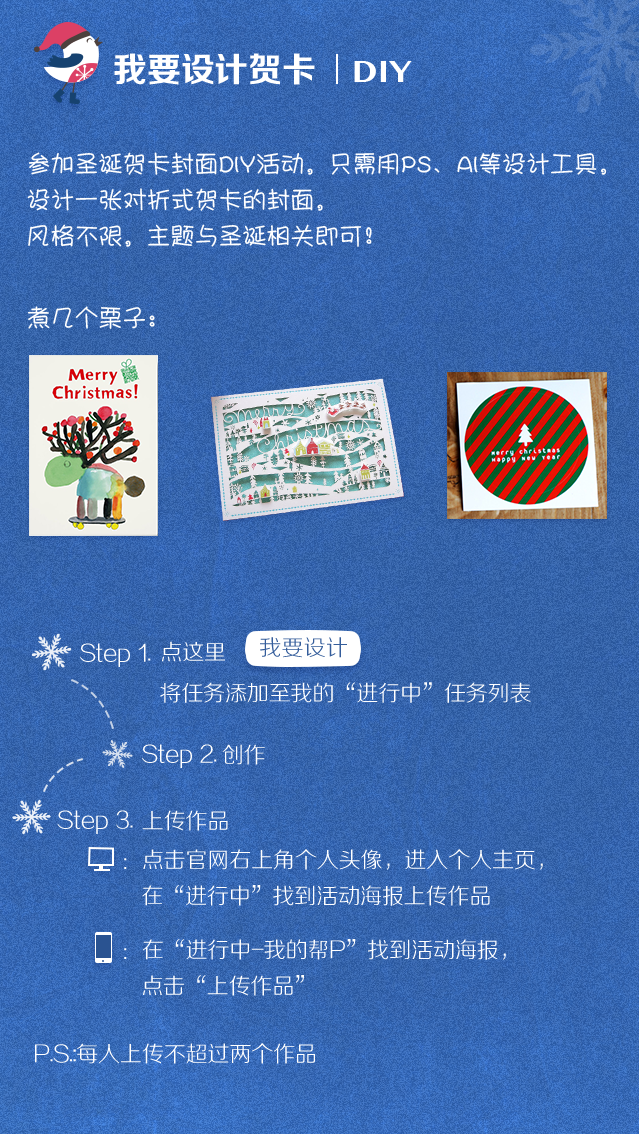 我要设计贺卡 | DIY
参加圣诞贺卡封面DIY活动。只需用PS、AI等设计工具。
设计一张对折式贺卡的封面。
风格不限。主题与圣诞相关即可！
煮几个栗子：
Merry
Christmas!
merry
christmas
merry christmas
happy new year
Step 1. 点这里 我要设计
将任务添加至我的“进行中”任务列表
Step 2. 创作
Step 3. 上传作品
：点击官网右上角个人头像，进入个人主页，
在“进行中”找到活动海报上传作品
：在“进行中-我的帮P”找到活动海报，
点击“上传作品”
P.S.:每人上传不超过两个作品